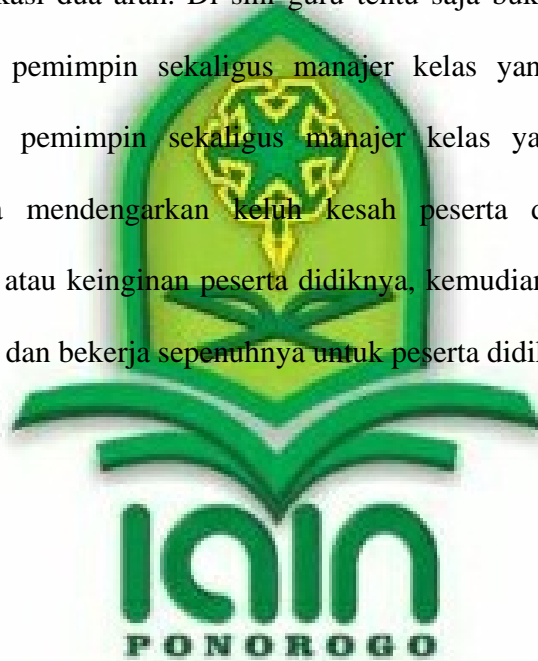 kasi dua arah. Di sini guru tentu saja buk
pemimpin sekaligus manajer kelas yan
pemimpin sekaligus manajer kelas ya
mendengarkan keluh kesah peserta d
atau keinginan peserta didiknya, kemudian
dan bekerja sepenuhnya untuk peserta didi
IAIN
PONOROGO